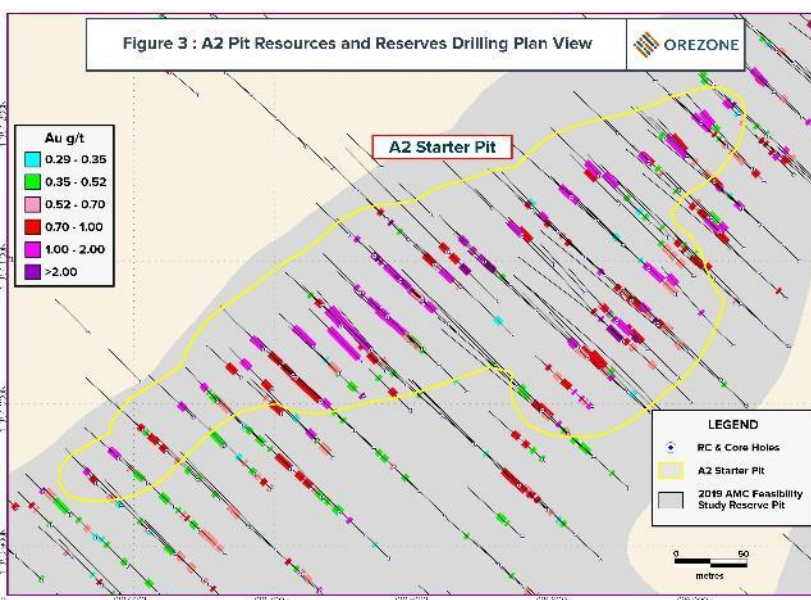 Figure 3 : A2 Pit Resources and Reserves Drilling Plan View
OREZONE
A2 Starter Pit
Au g/t
0.29 - 0.35
0.35 - 0.52
0.52 - 0.70
0.70 - 1.00
1.00 - 2.00
>2.00
LEGEND
RC & Core Holes
A2 Starter Pit
2019 AMC Feasibility
Study Reserve Pit
0 50
metres